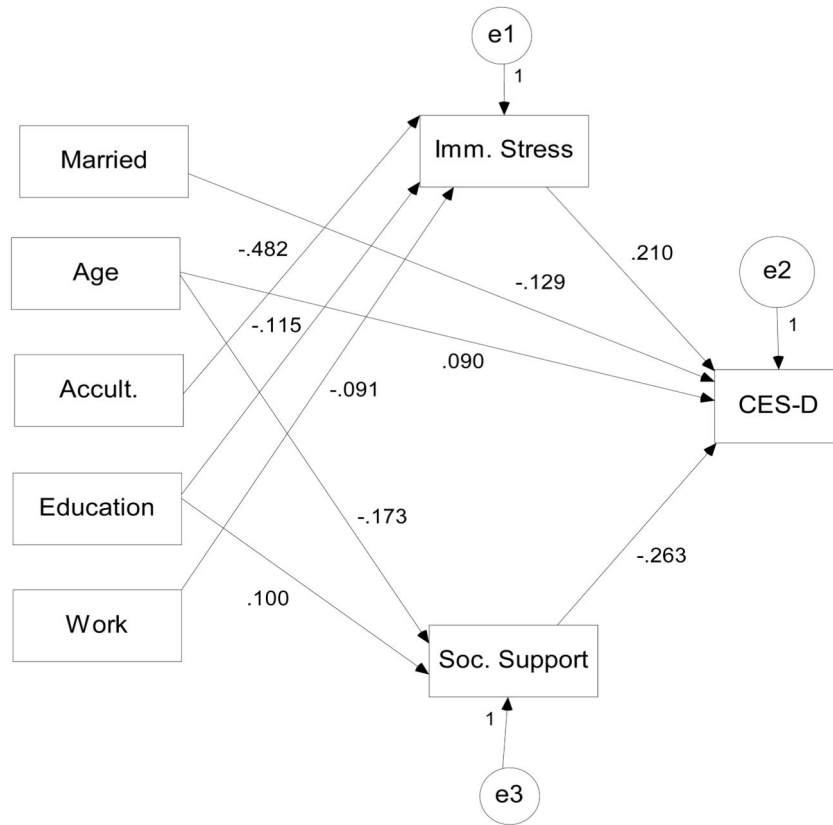 e1
1
Married
Imm. Stress
-.482
.210
Age
-.129
e2
-.115
1
.090
Accult.
-.091
CES-D
Education
-.173
-.263
.100
Work
Soc. Support
1
e3